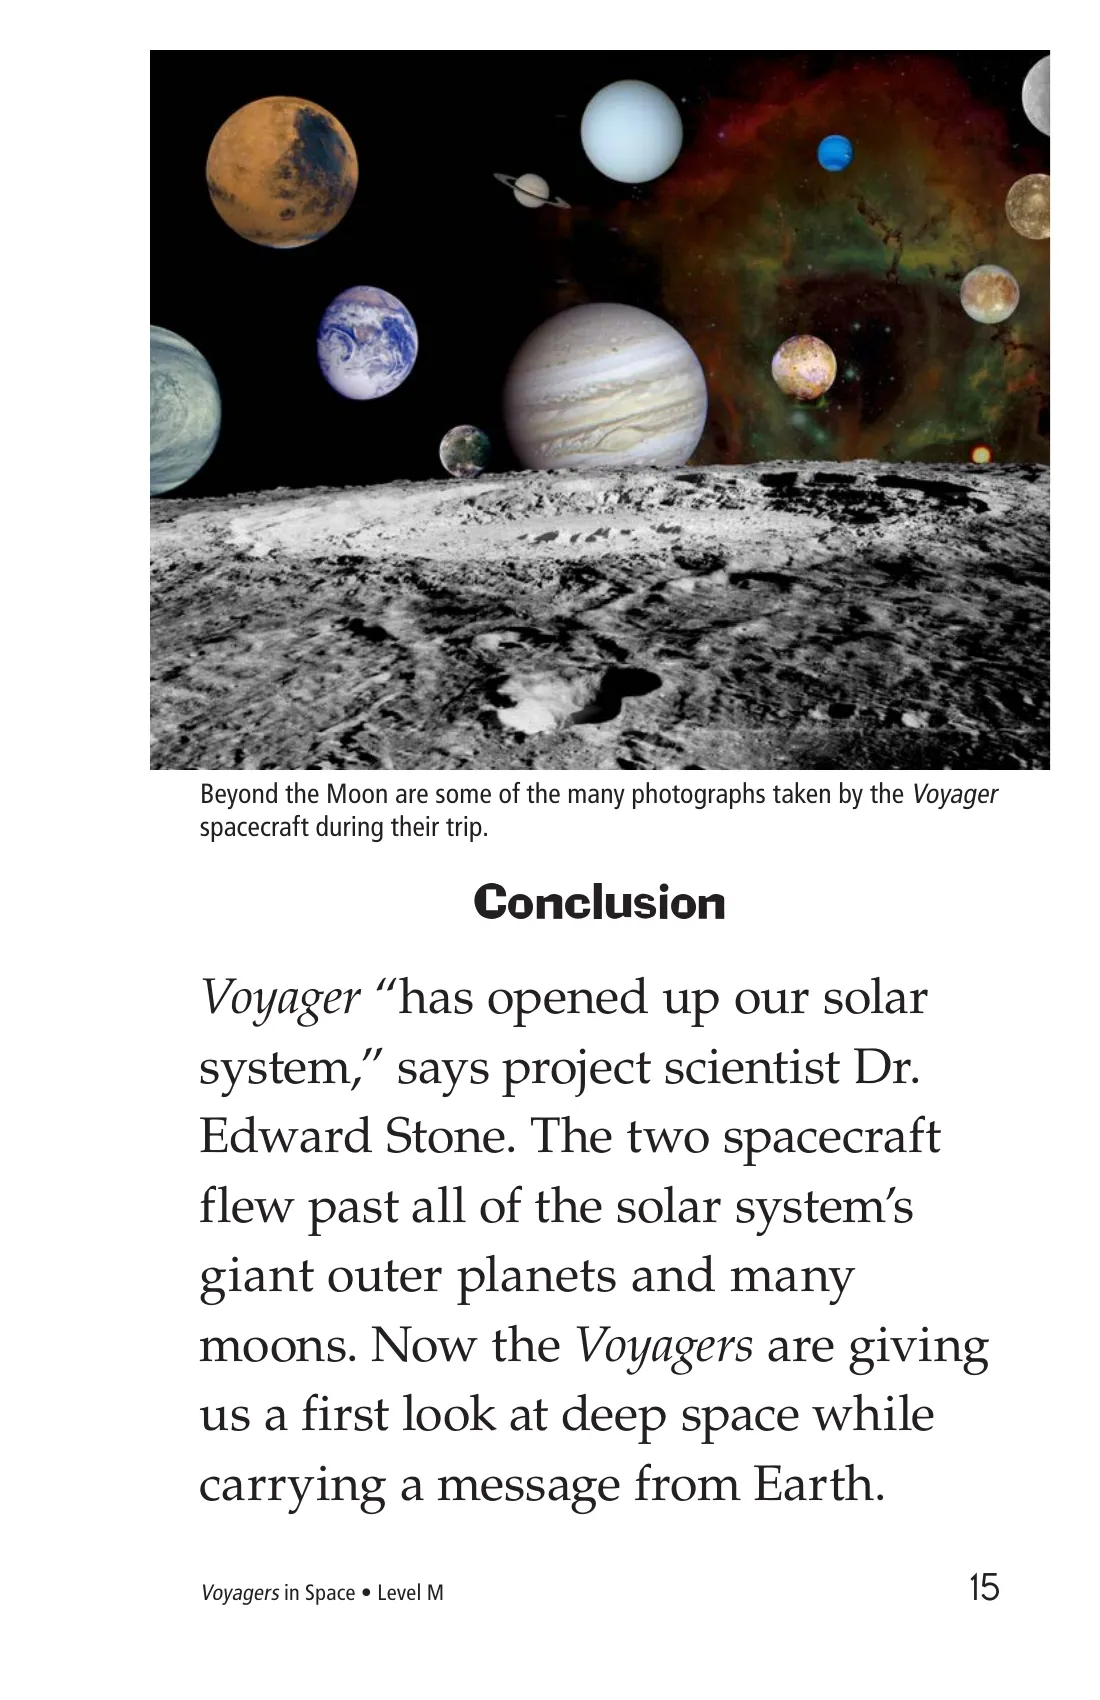 Beyond the Moon are some of the many photographs taken by the Voyager
spacecraft during their trip.
Conclusion
Voyager “has opened up our solar
system,” says project scientist Dr.
Edward Stone. The two spacecraft
flew past all of the solar system’s
giant outer planets and many
moons. Now the Voyagers are giving
us a first look at deep space while
carrying a message from Earth.
Voyagers in Space • Level M
15